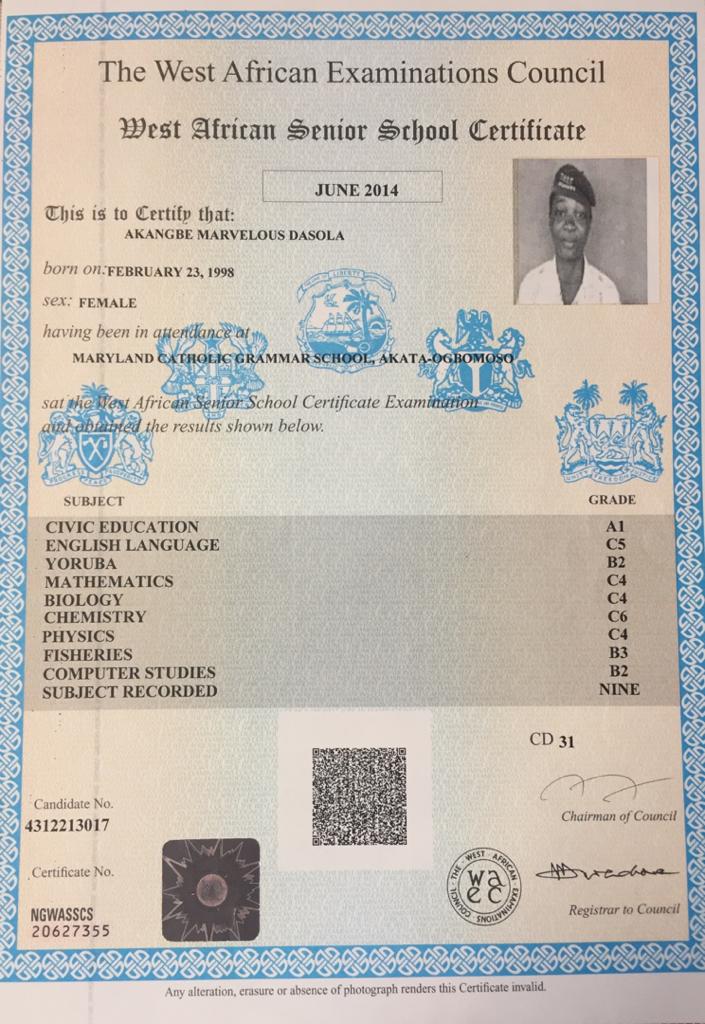 The West African Examinations Council
West African Senior School Certificate
JUNE 2014
This is to Certify that:
AKANGBE MARVELOUS DASOLA
born on: FEBRUARY 23, 1998
sex: FEMALE
having been in attendance at
MARYLAND CATHOLIC GRAMMAR SCHOOL, AKATA-OGBOMOSO
sat the West African Senior School Certificate Examination
and obtained the results shown below.
SUBJECT GRADE
CIVIC EDUCATION A1
ENGLISH LANGUAGE C5
YORUBA B2
MATHEMATICS C4
BIOLOGY C4
CHEMISTRY C6
PHYSICS C4
FISHERIES B3
COMPUTER STUDIES B2
SUBJECT RECORDED NINE
CD 31
Candidate No.
4312213017
Chairman of Council
Certificate No.
NGWASSCS
20627355
THE WEST AFRICAN EXAMINATIONS COUNCIL
waec
Registrar to Council
Any alteration, erasure or absence of photograph renders this Certificate invalid.